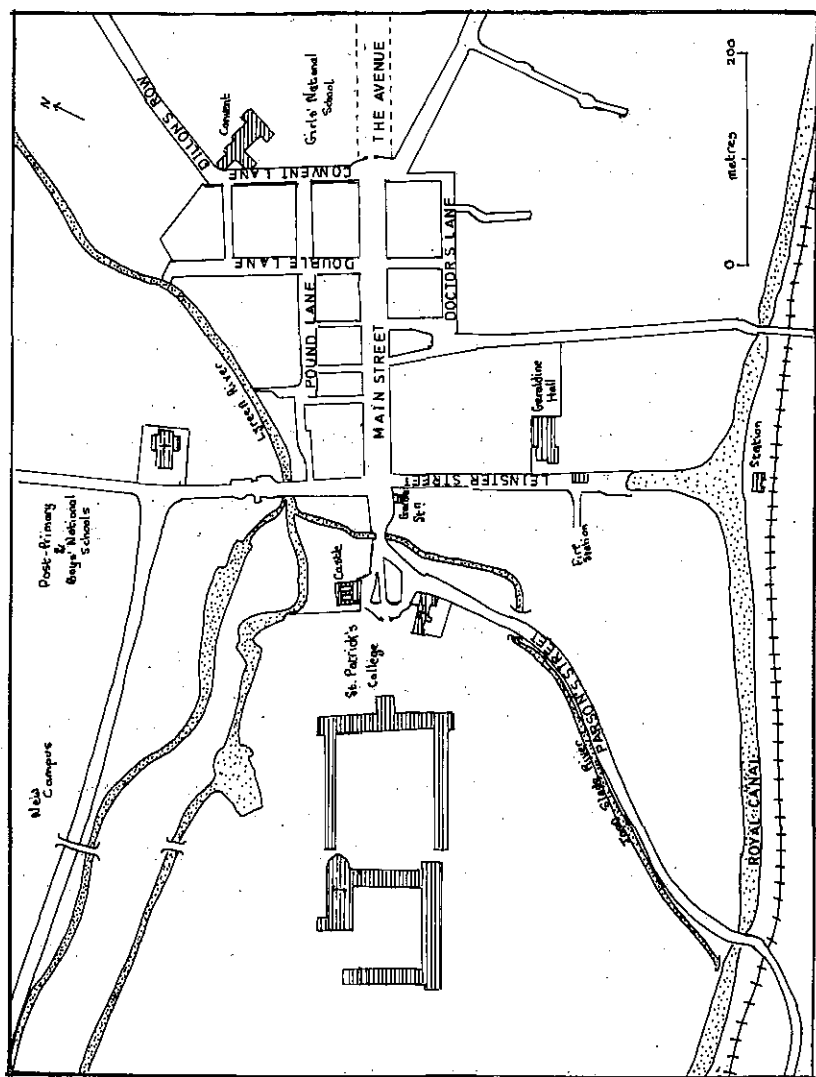 N
DILLON'S ROW
Convent
Girls' National
School
THE AVENUE
CONVENT LANE
DOUBLE LANE
POUND LANE
DOCTOR'S LANE
MAIN STREET
Lyreen River
Post-Primary
&
Boys' National
Schools
LEINSTER STREET
Garda
Stn
Geraldine
Hall
Fire
Station
Station
Castle
St. Patrick's
College
New
Campus
PARSON'S STREET
River
ROYAL CANAL
0
200
metres